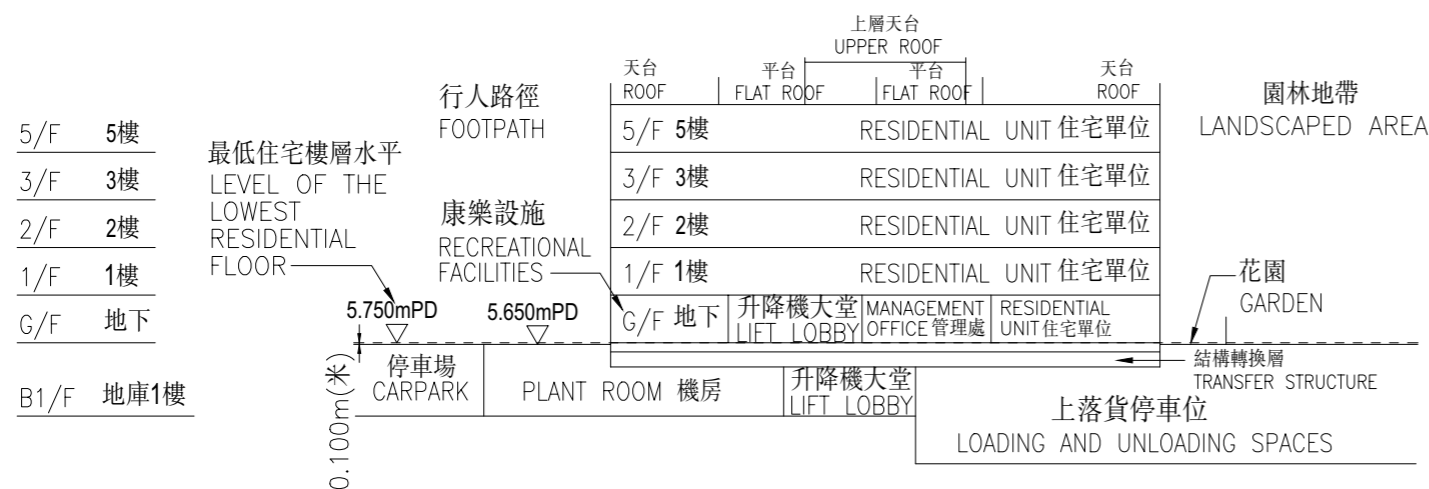 上層天台
UPPER ROOF
天台
ROOF
平台
FLAT ROOF
平台
FLAT ROOF
天台
ROOF
行人路徑
FOOTPATH
園林地帶
LANDSCAPED AREA
5/F 5樓
3/F 3樓
2/F 2樓
1/F 1樓
G/F 地下
B1/F 地庫1樓
最低住宅樓層水平
LEVEL OF THE
LOWEST
RESIDENTIAL
FLOOR
康樂設施
RECREATIONAL
FACILITIES
5/F 5樓 RESIDENTIAL UNIT 住宅單位
3/F 3樓 RESIDENTIAL UNIT 住宅單位
2/F 2樓 RESIDENTIAL UNIT 住宅單位
1/F 1樓 RESIDENTIAL UNIT 住宅單位
G/F 地下
升降機大堂
LIFT LOBBY
MANAGEMENT
OFFICE 管理處
RESIDENTIAL
UNIT 住宅單位
花園
GARDEN
5.750mPD
5.650mPD
0.100m(米)
停車場
CARPARK
PLANT ROOM 機房
升降機大堂
LIFT LOBBY
結構轉換層
TRANSFER STRUCTURE
上落貨停車位
LOADING AND UNLOADING SPACES